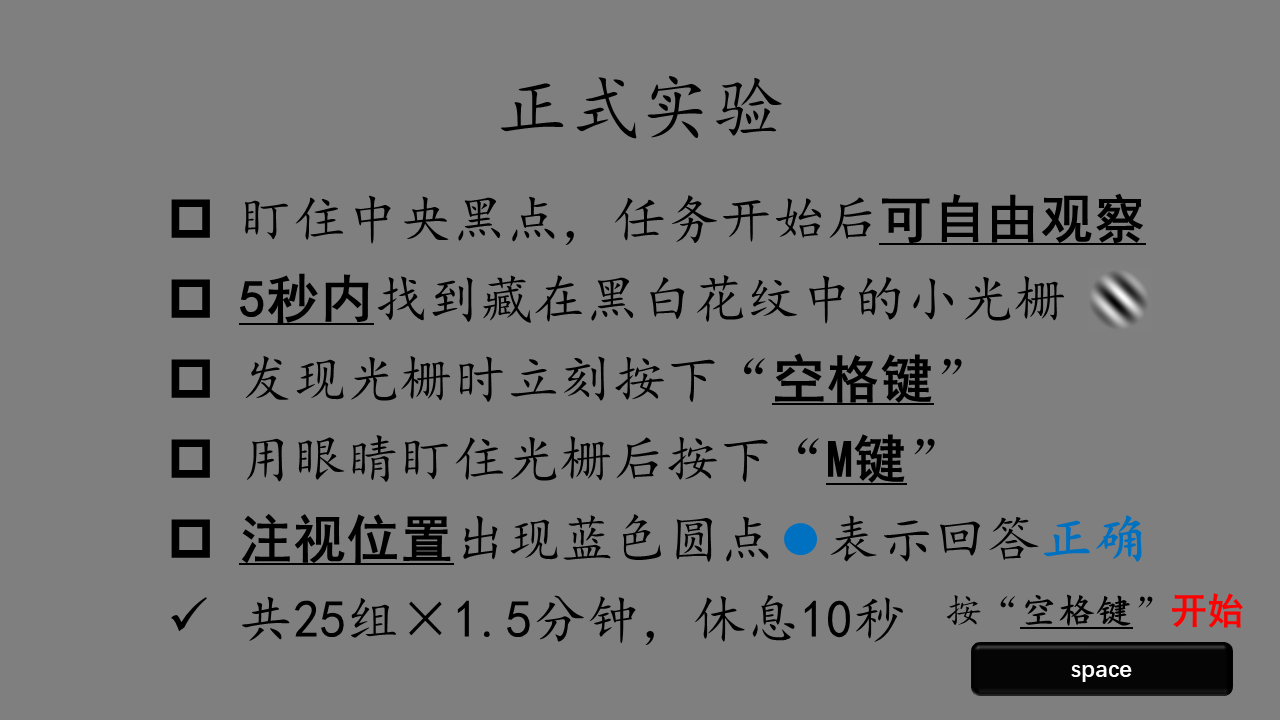 正式实验
盯住中央黑点，任务开始后可自由观察
5秒内找到藏在黑白花纹中的小光栅
发现光栅时立刻按下“空格键”
用眼睛盯住光栅后按下“M键”
注视位置出现蓝色圆点表示回答正确
共25组×1.5分钟，休息10秒
按“空格键”开始
space